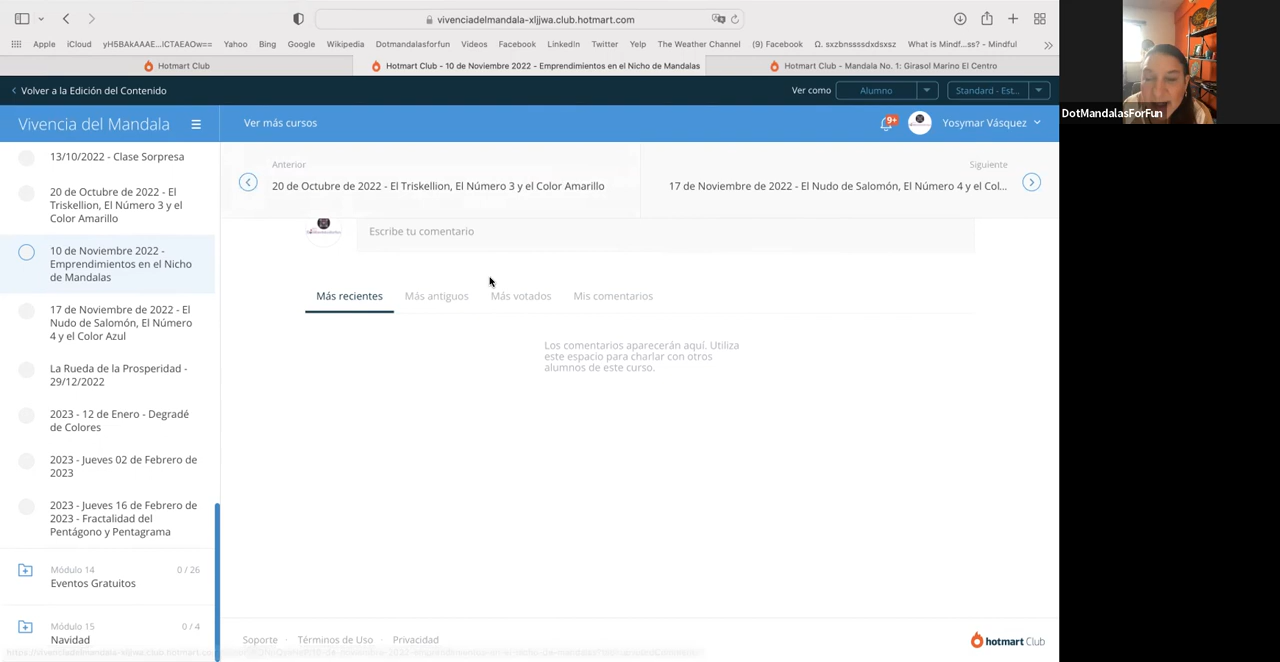 vivenciadelmandala-xljjwa.club.hotmart.com
Apple iCloud yH5BAkAAAE...ICTAEAOw== Yahoo Bing Google Wikipedia Dotmandalasforfun Videos Facebook LinkedIn Twitter Yelp The Weather Channel (9) Facebook Ω. sxzbnssssdxdsxsz What is Mindf...ss? - Mindful
Hotmart Club
Hotmart Club - 10 de Noviembre 2022 - Emprendimientos en el Nicho de Mandalas
Hotmart Club - Mandala No. 1: Girasol Marino El Centro
Volver a la Edición del Contenido
Ver como
Alumno
Standard - Est...
Vivencia del Mandala
Ver más cursos
9+
Yosymar Vásquez
13/10/2022 - Clase Sorpresa
20 de Octubre de 2022 - El
Triskellion, El Número 3 y el
Color Amarillo
10 de Noviembre 2022 -
Emprendimientos en el Nicho
de Mandalas
17 de Noviembre de 2022 - El
Nudo de Salomón, El Número
4 y el Color Azul
La Rueda de la Prosperidad -
29/12/2022
2023 - 12 de Enero - Degradé
de Colores
2023 - Jueves 02 de Febrero de
2023
2023 - Jueves 16 de Febrero de
2023 - Fractalidad del
Pentágono y Pentagrama
Módulo 14 0 / 26
Eventos Gratuitos
Módulo 15 0 / 4
Navidad
Anterior
20 de Octubre de 2022 - El Triskellion, El Número 3 y el Color Amarillo
Siguiente
17 de Noviembre de 2022 - El Nudo de Salomón, El Número 4 y el Col...
Escribe tu comentario
Más recientes Más antiguos Más votados Mis comentarios
Los comentarios aparecerán aquí. Utiliza
este espacio para charlar con otros
alumnos de este curso.
Soporte · Términos de Uso · Privacidad
hotmart Club
DotMandalasForFun